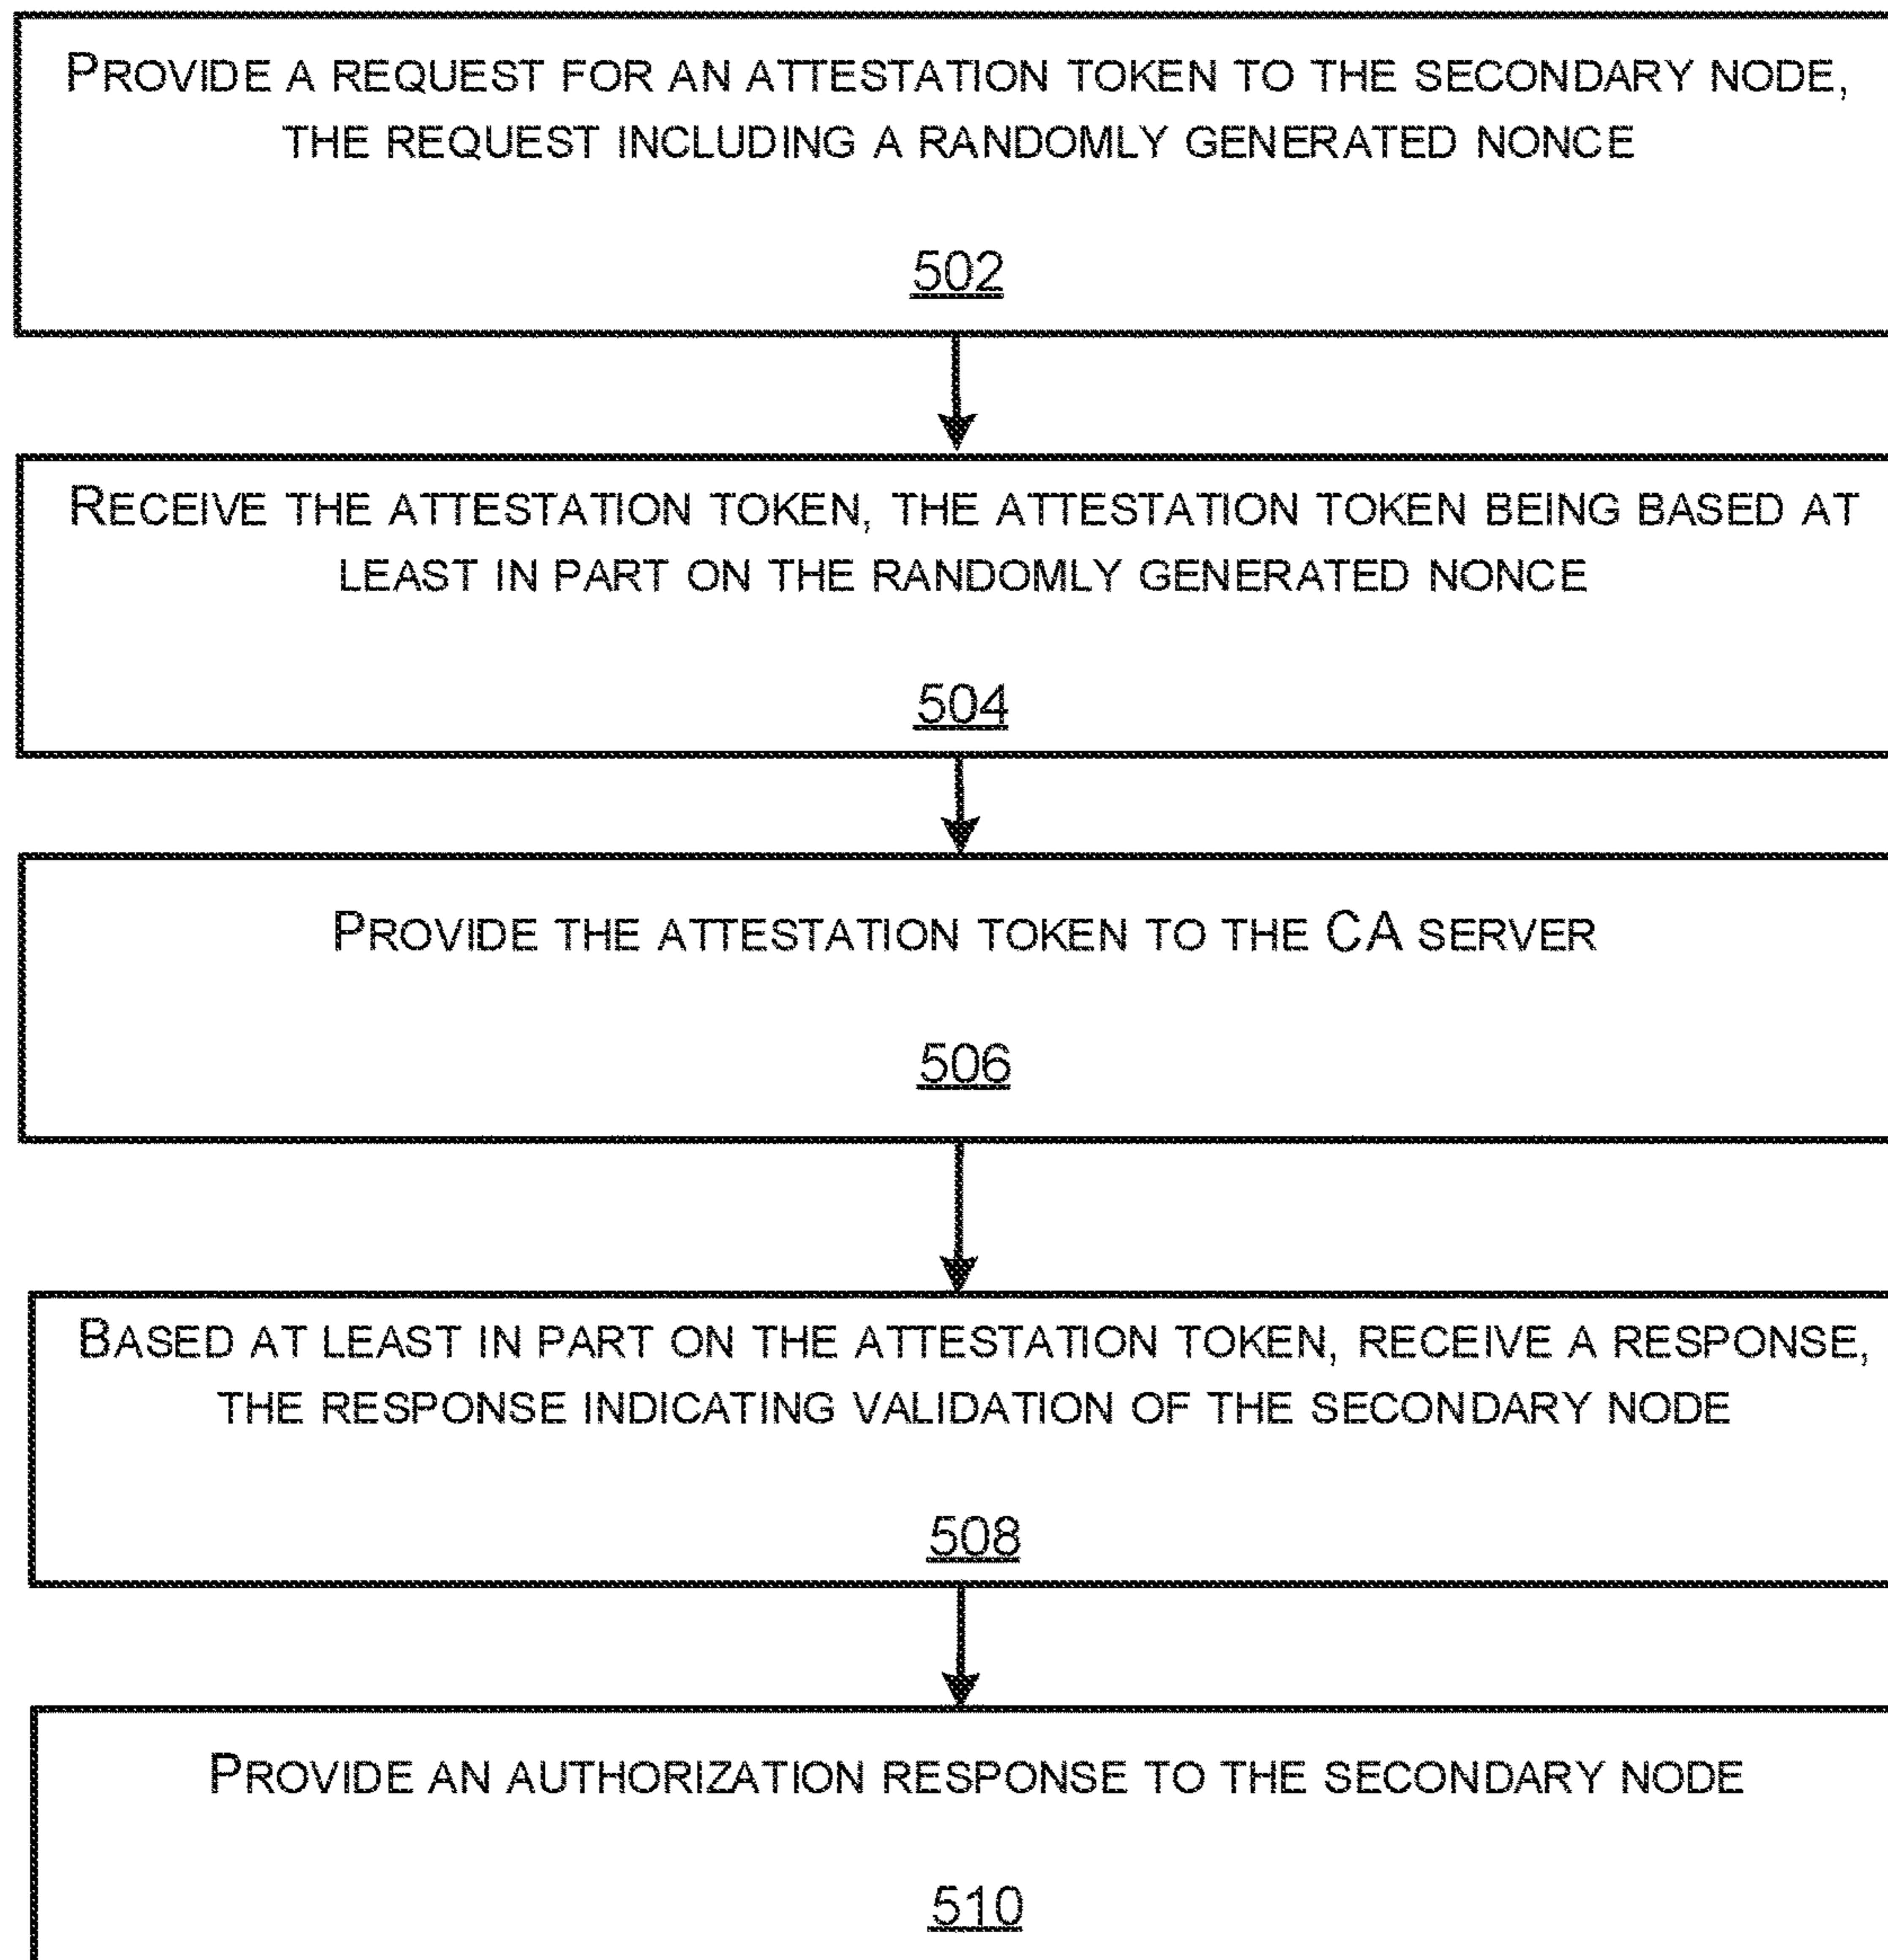 PROVIDE A REQUEST FOR AN ATTESTATION TOKEN TO THE SECONDARY NODE,
THE REQUEST INCLUDING A RANDOMLY GENERATED NONCE
502
RECEIVE THE ATTESTATION TOKEN, THE ATTESTATION TOKEN BEING BASED AT
LEAST IN PART ON THE RANDOMLY GENERATED NONCE
504
PROVIDE THE ATTESTATION TOKEN TO THE CA SERVER
506
BASED AT LEAST IN PART ON THE ATTESTATION TOKEN, RECEIVE A RESPONSE,
THE RESPONSE INDICATING VALIDATION OF THE SECONDARY NODE
508
PROVIDE AN AUTHORIZATION RESPONSE TO THE SECONDARY NODE
510